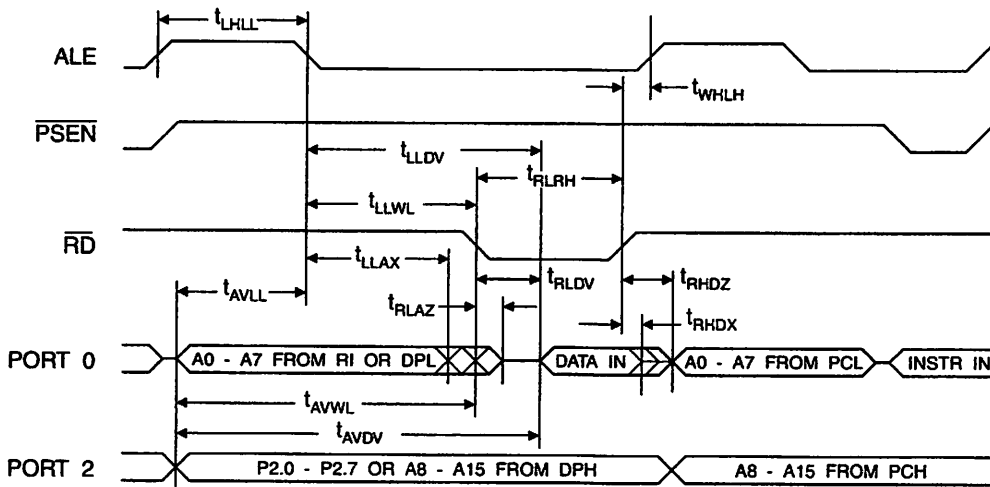 tLHLL
ALE
tWHLH
PSEN
tLLDV
tRLRH
tLLWL
RD
tLLAX
tRLDV
tRHDZ
tAVLL
tRLAZ
tRHDX
PORT 0 A0 - A7 FROM RI OR DPL DATA IN A0 - A7 FROM PCL INSTR IN
tAVWL
tAVDV
PORT 2 P2.0 - P2.7 OR A8 - A15 FROM DPH A8 - A15 FROM PCH